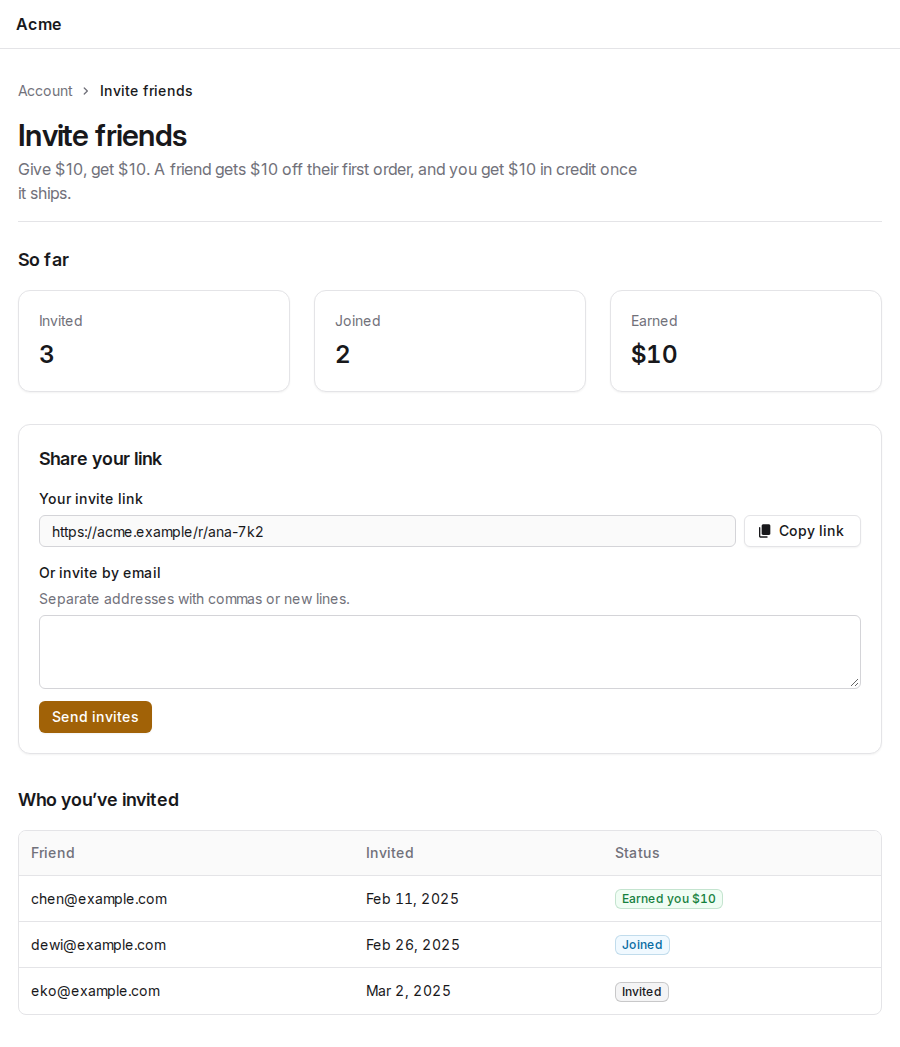 Acme
Account > Invite friends
Invite friends
Give $10, get $10. A friend gets $10 off their first order, and you get $10 in credit once
it ships.
So far
Invited
3
Joined
2
Earned
$10
Share your link
Your invite link
https://acme.example/r/ana-7k2
Copy link
Or invite by email
Separate addresses with commas or new lines.
Send invites
Who you’ve invited
Friend Invited Status
chen@example.com Feb 11, 2025 Earned you $10
dewi@example.com Feb 26, 2025 Joined
eko@example.com Mar 2, 2025 Invited